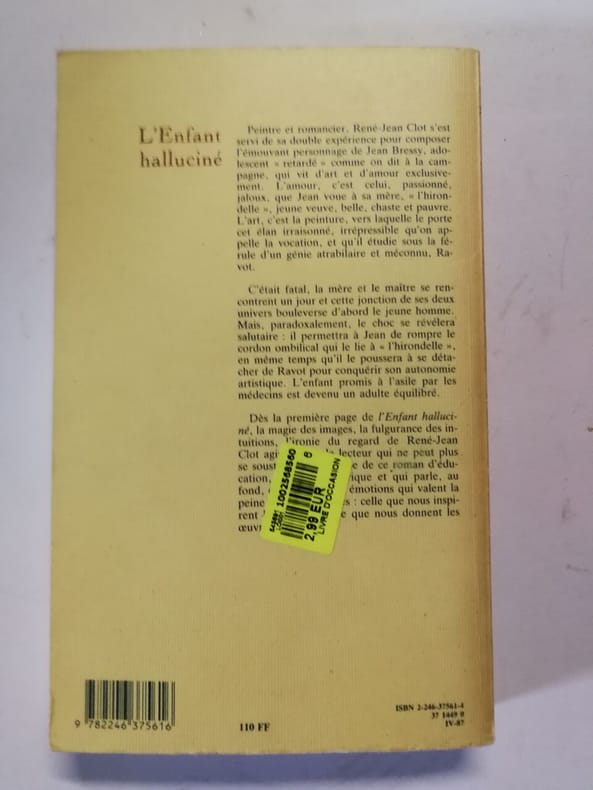 L'Enfant
halluciné
Peintre et romancier, René-Jean Clot s'est
servi de sa double expérience pour composer
l'émouvant personnage de Jean Bressy, ado-
lescent « retardé » comme on dit à la cam-
pagne, qui vit d'art et d'amour exclusive-
ment. L'amour, c'est celui, passionné,
jaloux, que Jean voue à sa mère, « l'hiron-
delle », jeune veuve, belle, chaste et pauvre.
L'art, c'est la peinture, vers laquelle le porte
cet élan irraisonné, irrépressible qu'on ap-
pelle la vocation, et qu'il étudie sous la fé-
rule d'un génie atrabilaire et méconnu, Ra-
vot.
C'était fatal, la mère et le maître se ren-
contrent un jour et cette jonction de ses deux
univers bouleverse d'abord le jeune homme.
Mais, paradoxalement, le choc se révélera
salutaire : il permettra à Jean de rompre le
cordon ombilical qui le lie à « l'hirondelle »,
en même temps qu'il le poussera à se déta-
cher de Ravot pour conquérir son autonomie
artistique. L'enfant promis à l'asile par les
médecins est devenu un adulte équilibré.
Dès la première page de l'Enfant halluci-
né, la magie des images, la fulgurance des in-
tuitions, l'ironie du regard de René-Jean
Clot lecteur qui ne peut plus
se de ce roman d'édu-
cation, et qui parle, au
fond, émotions qui valent la
peine : celle que nous inspi-
rent que nous donnent les
1002568560
6
2,99 EUR
LIVRE D'OCCASION
9 782246 375616
110 FF
ISBN 2-246-37561-4
37 1449 0
IV-87